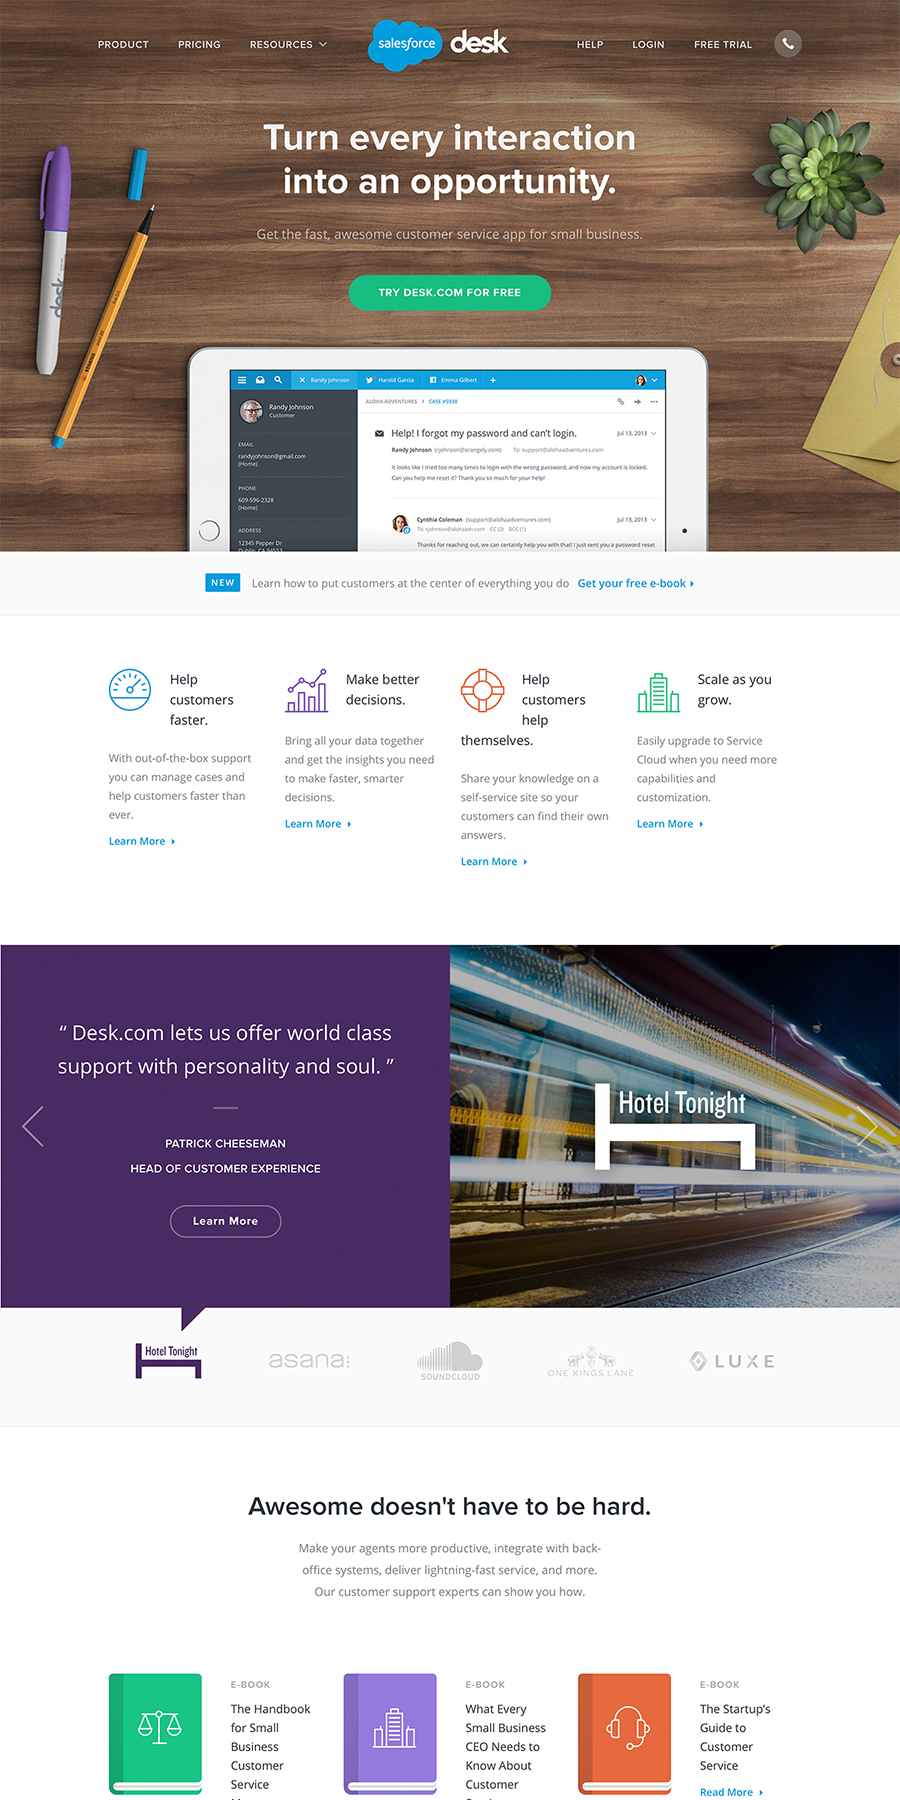 PRODUCT PRICING RESOURCES salesforce desk HELP LOGIN FREE TRIAL
Turn every interaction
into an opportunity.
Get the fast, awesome customer service app for small business.
TRY DESK.COM FOR FREE
desk
Randy Johnson Harold Garcia Emma Gilbert
Randy Johnson
Customer
EMAIL
randyjohnson@gmail.com
(Home)
PHONE
609-596-2328
(Home)
ADDRESS
12345 Pepper Dr
Dublin, CA 94553
ALOHA ADVENTURES CASE #5938
Help! I forgot my password and can't login. Jul 13, 2013
Randy Johnson (rjohnson@orangely.com) To: support@alohaadventures.com
It looks like I tried too many times to login with the wrong password, and now my account is locked.
Can you help me reset it? Thank you so much for your help!
Cynthia Coleman (support@alohaadventures.com) Jul 13, 2013
To: rjohnson@alohaadv.com CC (2) BCC (1)
Thanks for reaching out, we can certainly help you with that! I just sent you a password reset
NEW Learn how to put customers at the center of everything you do Get your free e-book
Help
customers
faster.
With out-of-the-box support
you can manage cases and
help customers faster than
ever.
Learn More
Make better
decisions.
Bring all your data together
and get the insights you need
to make faster, smarter
decisions.
Learn More
Help
customers
help
themselves.
Share your knowledge on a
self-service site so your
customers can find their own
answers.
Learn More
Scale as you
grow.
Easily upgrade to Service
Cloud when you need more
capabilities and
customization.
Learn More
“ Desk.com lets us offer world class
support with personality and soul. ”
PATRICK CHEESEMAN
HEAD OF CUSTOMER EXPERIENCE
Learn More
Hotel Tonight
Hotel Tonight
asana:
SOUNDCLOUD
ONE KINGS LANE
LUXE
Awesome doesn't have to be hard.
Make your agents more productive, integrate with back-
office systems, deliver lightning-fast service, and more.
Our customer support experts can show you how.
E-BOOK
The Handbook
for Small
Business
Customer
Service
E-BOOK
What Every
Small Business
CEO Needs to
Know About
Customer
E-BOOK
The Startup's
Guide to
Customer
Service
Read More